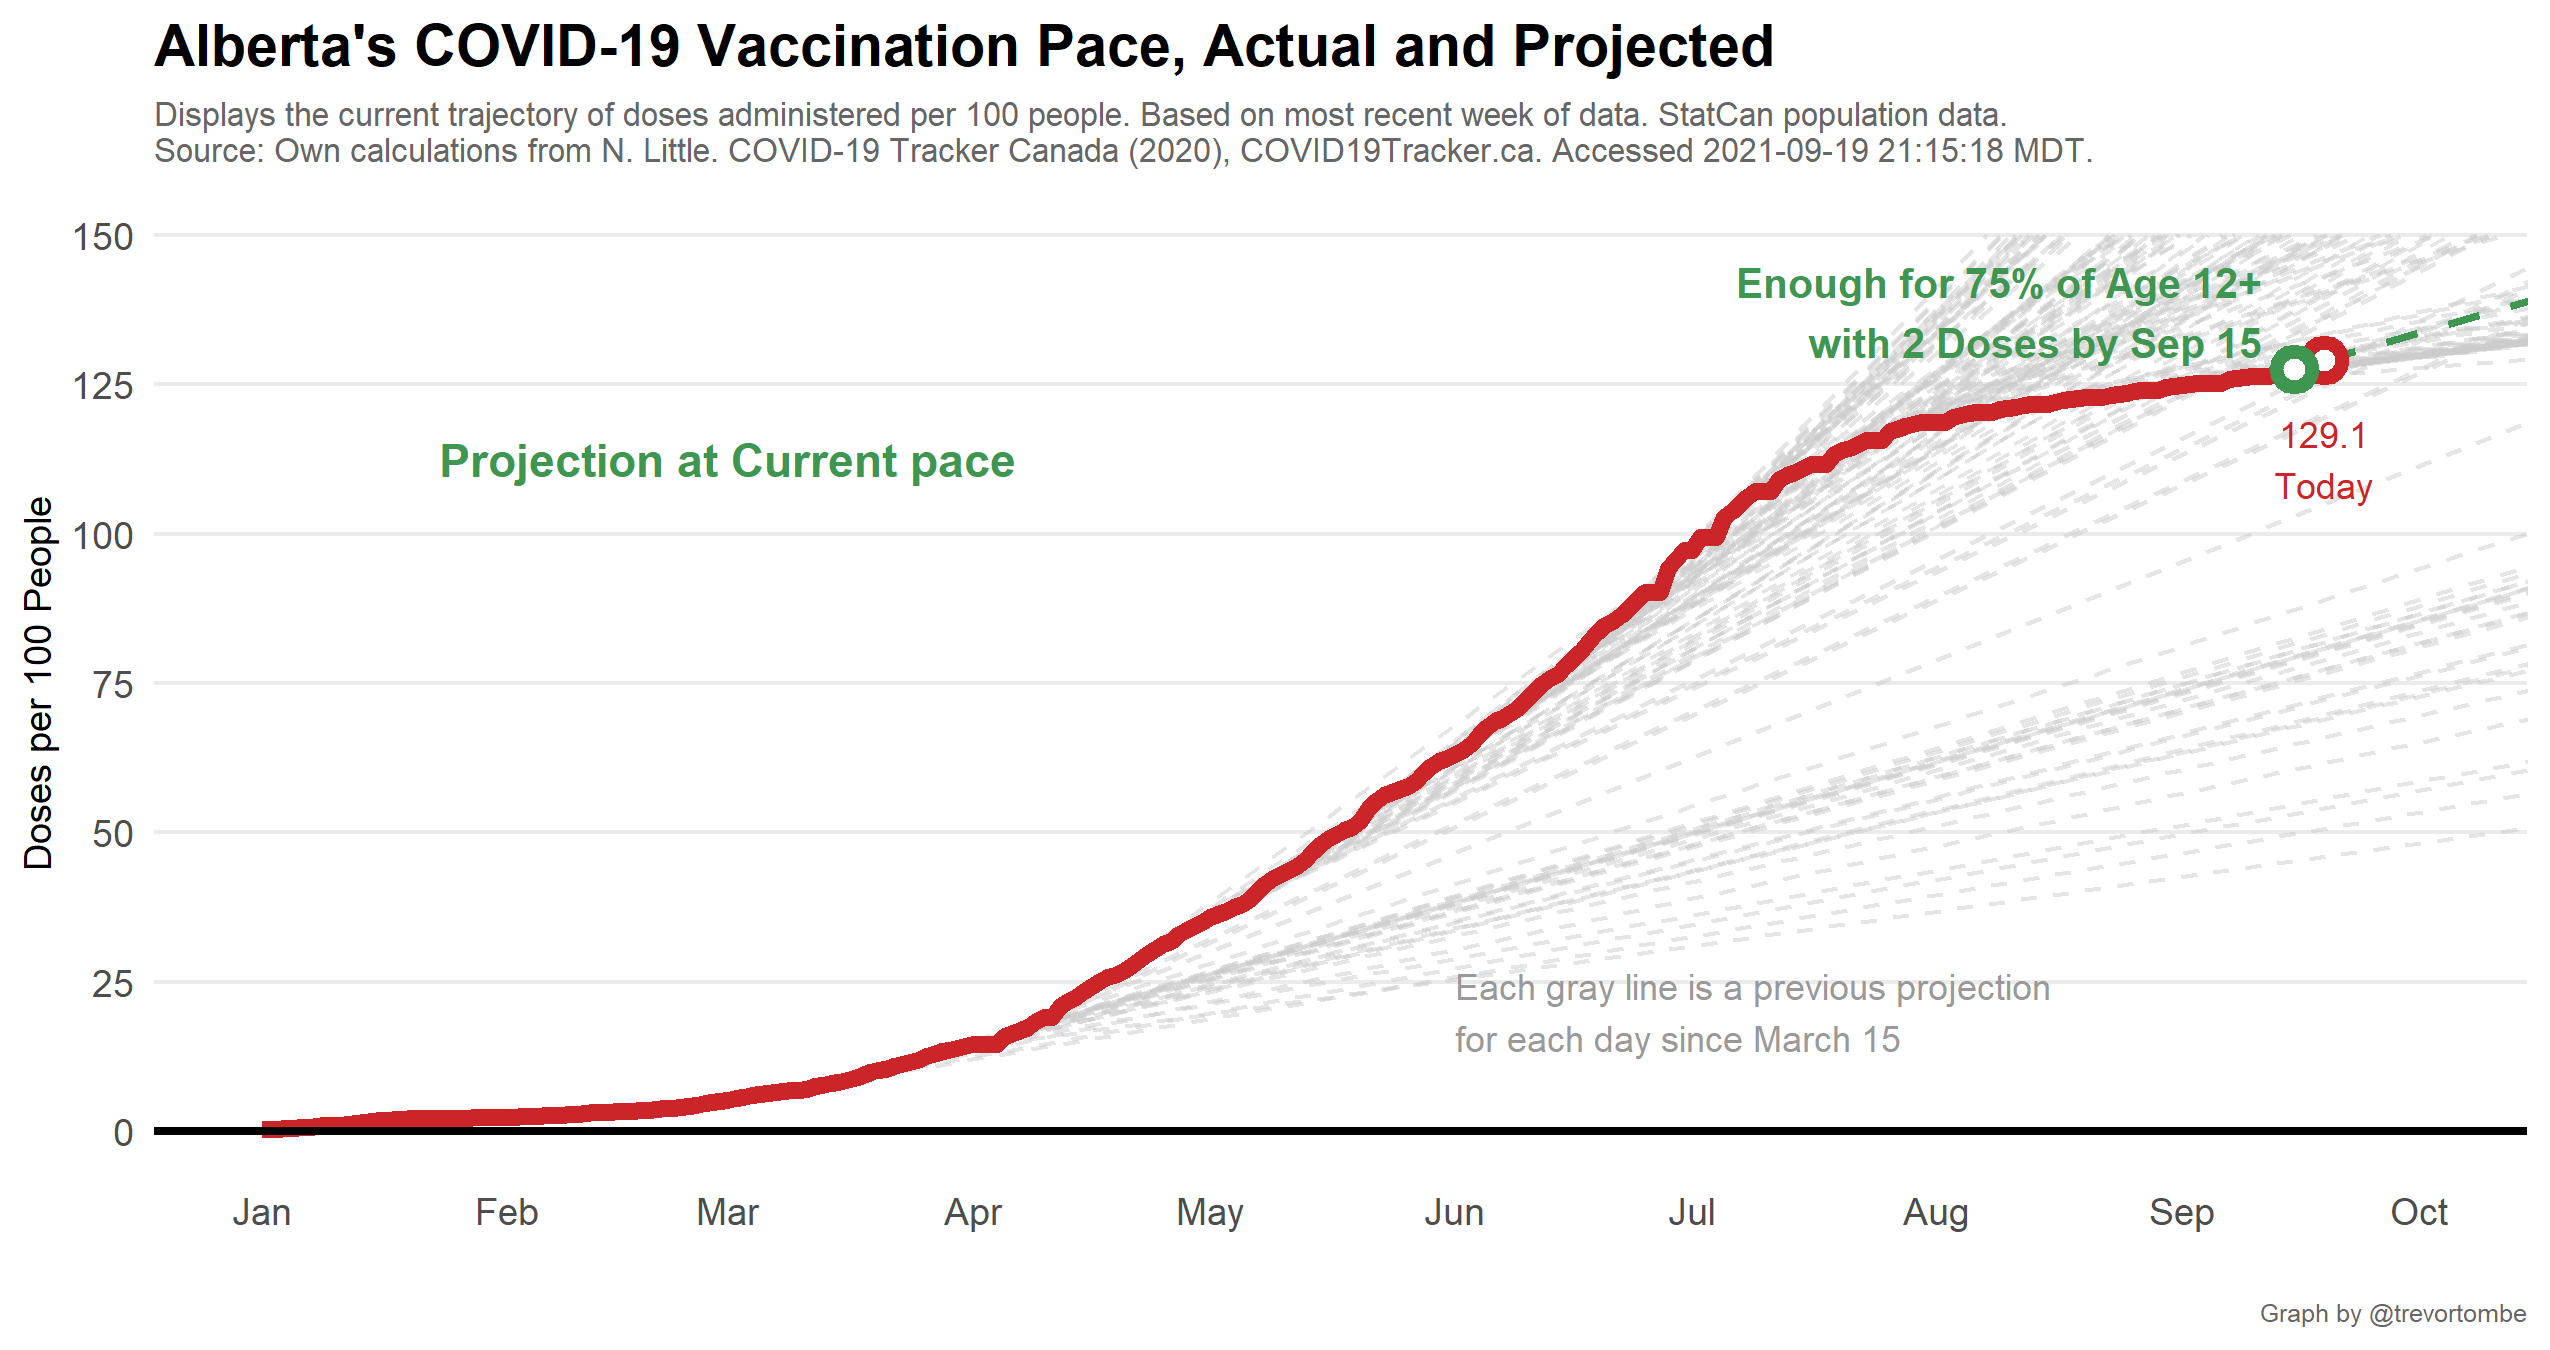 Alberta's COVID-19 Vaccination Pace, Actual and Projected
Displays the current trajectory of doses administered per 100 people. Based on most recent week of data. StatCan population data.
Source: Own calculations from N. Little. COVID-19 Tracker Canada (2020), COVID19Tracker.ca. Accessed 2021-09-19 21:15:18 MDT.
Doses per 100 People
150
125
100
75
50
25
0
Enough for 75% of Age 12+
with 2 Doses by Sep 15
Projection at Current pace
129.1
Today
Each gray line is a previous projection
for each day since March 15
Jan Feb Mar Apr May Jun Jul Aug Sep Oct
Graph by @trevortombe